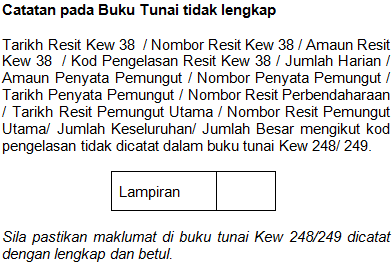 Catatan pada Buku Tunai tidak lengkap
Tarikh Resit Kew 38 / Nombor Resit Kew 38 / Amaun Resit
Kew 38 / Kod Pengelasan Resit Kew 38 / Jumlah Harian /
Amaun Penyata Pemungut / Nombor Penyata Pemungut /
Tarikh Penyata Pemungut / Nombor Resit Perbendaharaan
/ Tarikh Resit Pemungut Utama / Nombor Resit Pemungut
Utama/ Jumlah Keseluruhan/ Jumlah Besar mengikut kod
pengelasan tidak dicatat dalam buku tunai Kew 248/ 249.
Lampiran
Sila pastikan maklumat di buku tunai Kew 248/249 dicatat
dengan lengkap dan betul.